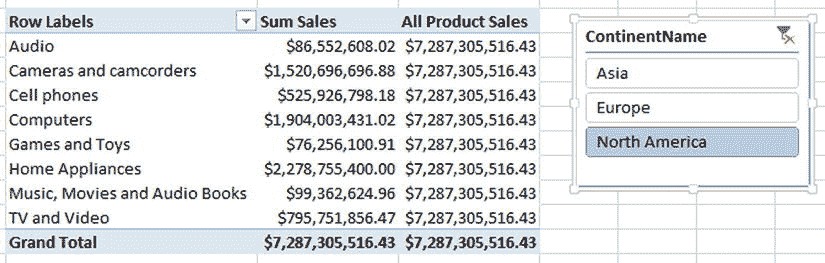 Row Labels Sum Sales All Product Sales
Audio $86,552,608.02 $7,287,305,516.43
Cameras and camcorders $1,520,696,696.88 $7,287,305,516.43
Cell phones $525,926,798.18 $7,287,305,516.43
Computers $1,904,003,431.02 $7,287,305,516.43
Games and Toys $76,256,100.91 $7,287,305,516.43
Home Appliances $2,278,755,400.00 $7,287,305,516.43
Music, Movies and Audio Books $99,362,624.96 $7,287,305,516.43
TV and Video $795,751,856.47 $7,287,305,516.43
Grand Total $7,287,305,516.43 $7,287,305,516.43
ContinentName
Asia
Europe
North America